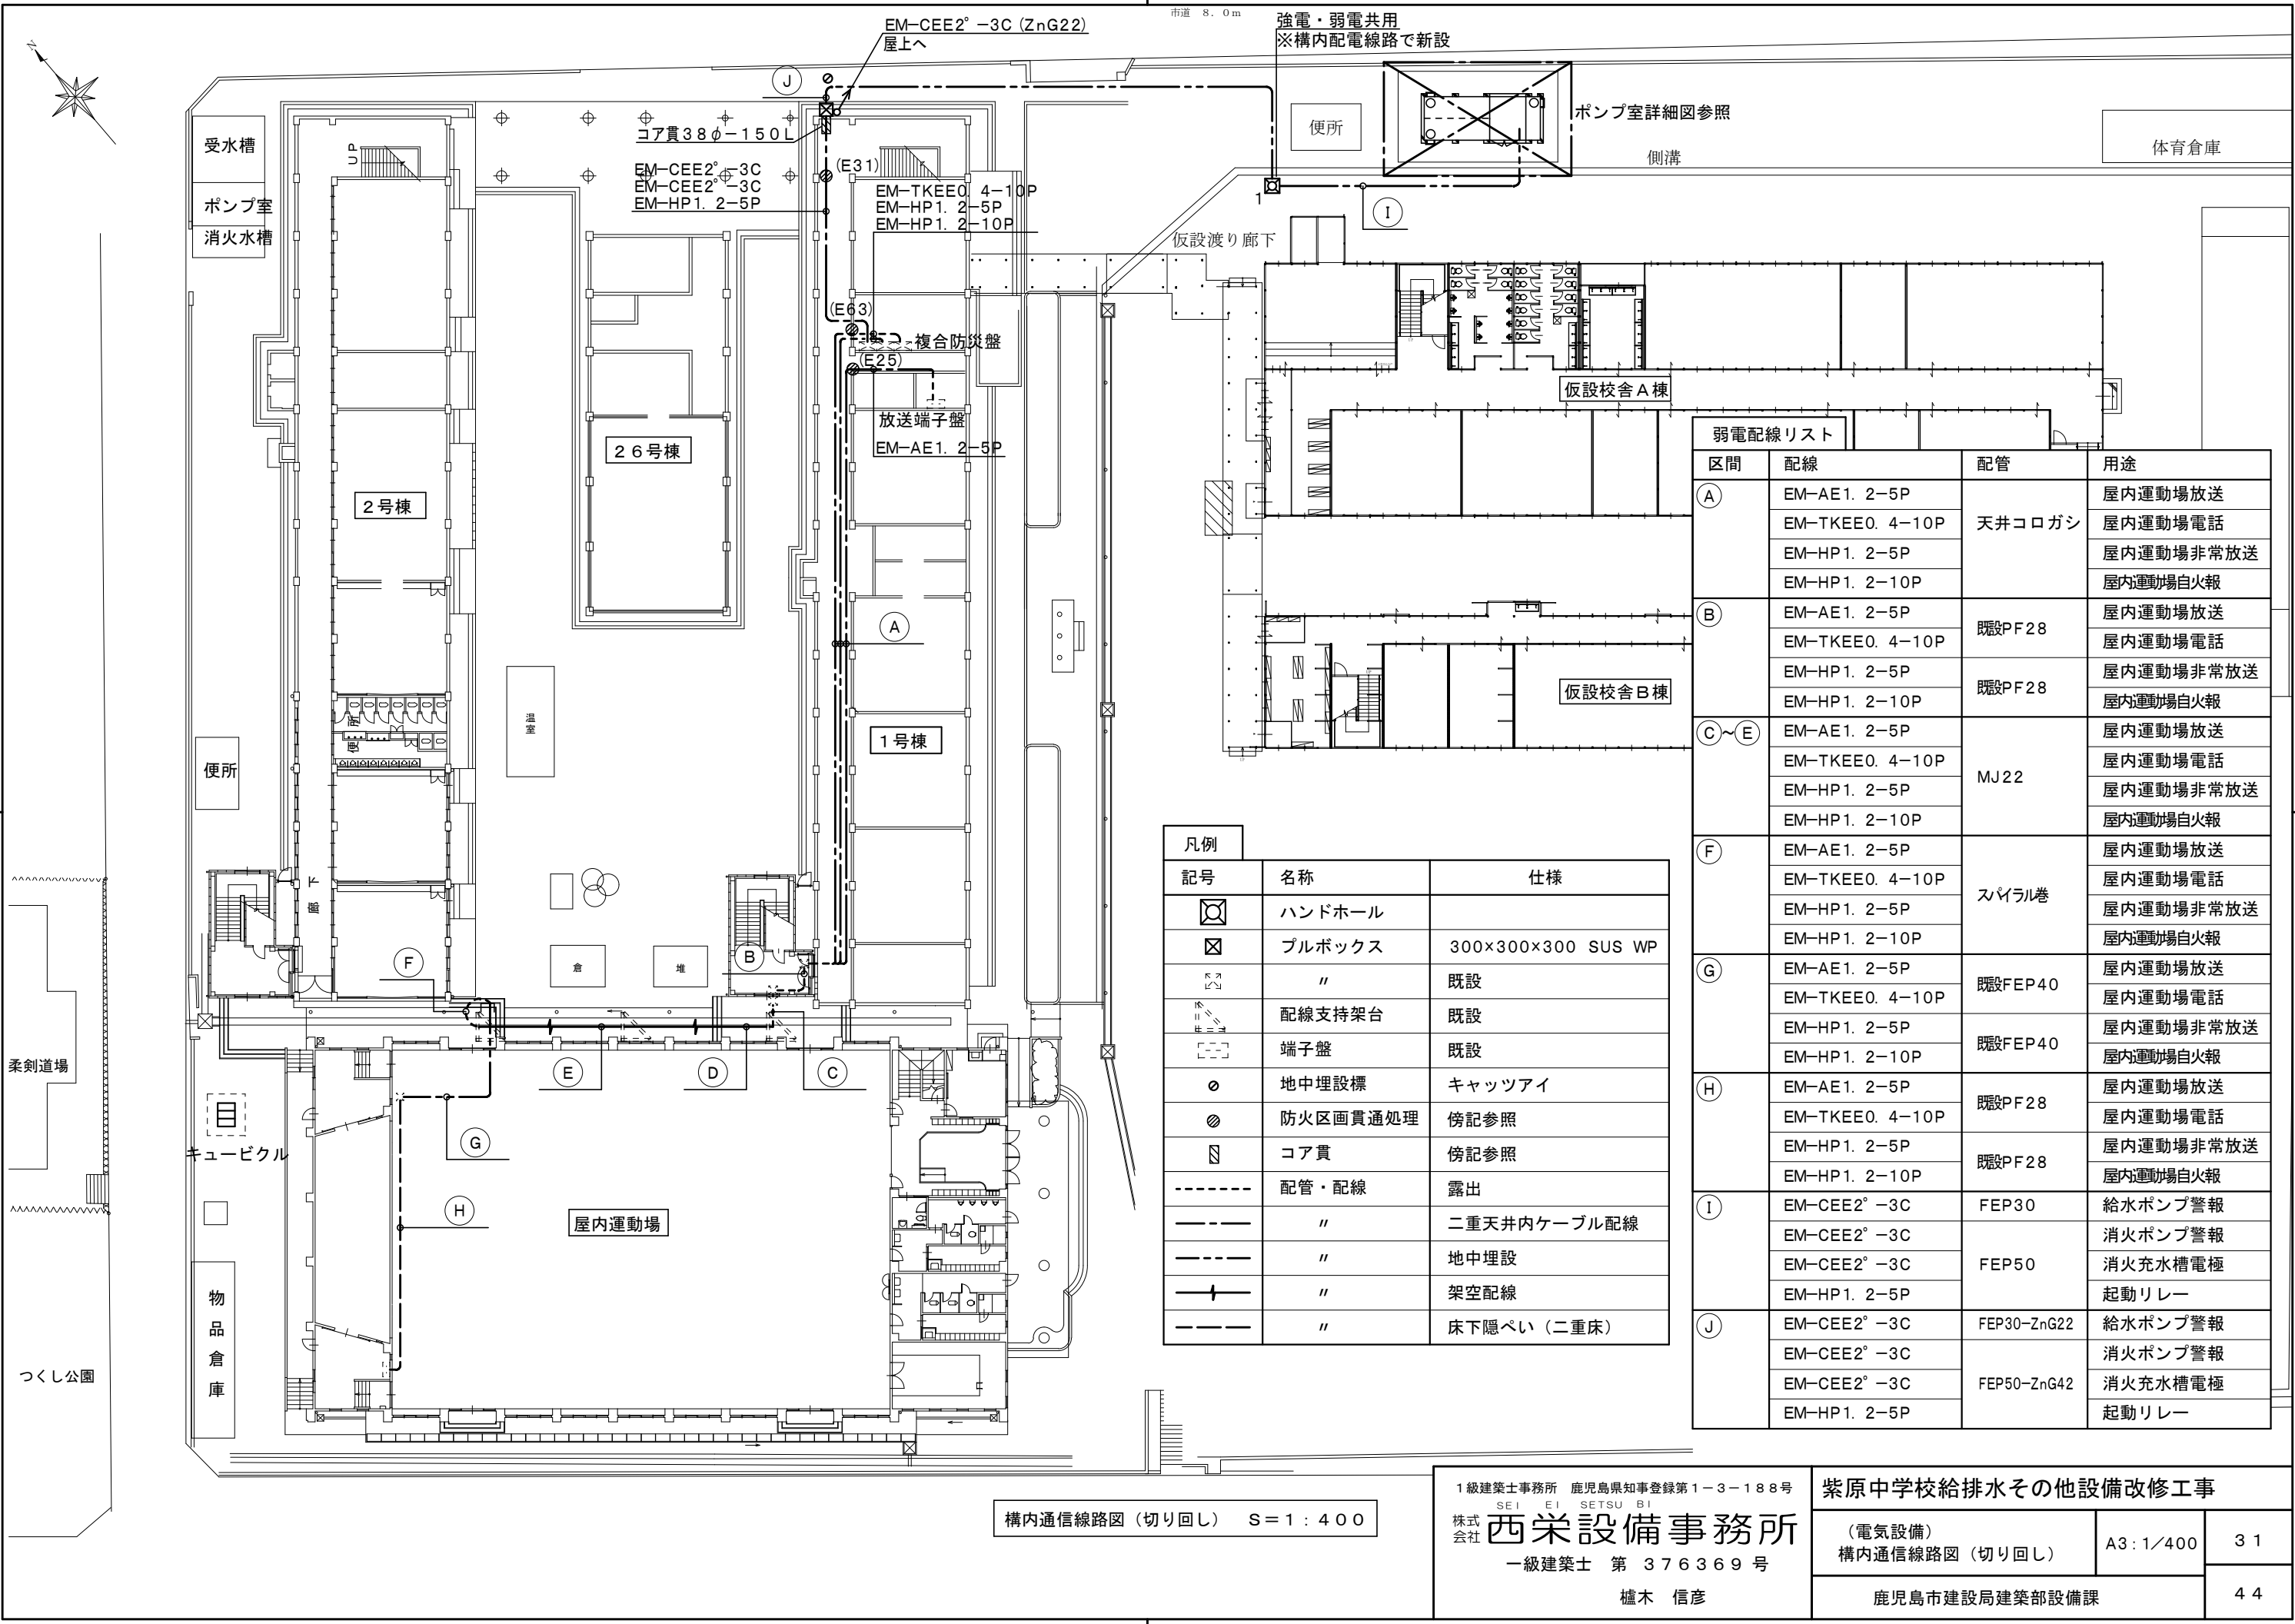 市道 8.0m
EM-CEE2°-3C (ZnG22)
屋上へ
強電・弱電共用
※構内配電線路で新設
N
J
ポンプ室詳細図参照
便所
側溝
体育倉庫
受水槽
ポンプ室
消火水槽
UP
コア貫38φ-150L
EM-CEE2°-3C
EM-CEE2°-3C
EM-HP1.2-5P
(E31)
EM-TKEE0.4-10P
EM-HP1.2-5P
EM-HP1.2-10P
1
I
仮設渡り廊下
(E63)
複合防災盤
(E25)
放送端子盤
EM-AE1.2-5P
26号棟
2号棟
仮設校舎A棟
A
仮設校舎B棟
温室
1号棟
便所
便所
廊下
倉
堆
B
F
E
D
C
柔剣道場
キュービクル
G
H
屋内運動場
物品倉庫
つくし公園
弱電配線リスト
区間 配線 配管 用途
A EM-AE1.2-5P 天井コロガシ 屋内運動場放送
EM-TKEE0.4-10P 屋内運動場電話
EM-HP1.2-5P 屋内運動場非常放送
EM-HP1.2-10P 屋内運動場自火報
B EM-AE1.2-5P 既設PF28 屋内運動場放送
EM-TKEE0.4-10P 屋内運動場電話
EM-HP1.2-5P 既設PF28 屋内運動場非常放送
EM-HP1.2-10P 屋内運動場自火報
C~E EM-AE1.2-5P MJ22 屋内運動場放送
EM-TKEE0.4-10P 屋内運動場電話
EM-HP1.2-5P 屋内運動場非常放送
EM-HP1.2-10P 屋内運動場自火報
F EM-AE1.2-5P スパイラル巻 屋内運動場放送
EM-TKEE0.4-10P 屋内運動場電話
EM-HP1.2-5P 屋内運動場非常放送
EM-HP1.2-10P 屋内運動場自火報
G EM-AE1.2-5P 既設FEP40 屋内運動場放送
EM-TKEE0.4-10P 屋内運動場電話
EM-HP1.2-5P 既設FEP40 屋内運動場非常放送
EM-HP1.2-10P 屋内運動場自火報
H EM-AE1.2-5P 既設PF28 屋内運動場放送
EM-TKEE0.4-10P 屋内運動場電話
EM-HP1.2-5P 既設PF28 屋内運動場非常放送
EM-HP1.2-10P 屋内運動場自火報
I EM-CEE2°-3C FEP30 給水ポンプ警報
EM-CEE2°-3C FEP50 消火ポンプ警報
EM-CEE2°-3C 消火充水槽電極
EM-HP1.2-5P 起動リレー
J EM-CEE2°-3C FEP30-ZnG22 給水ポンプ警報
EM-CEE2°-3C FEP50-ZnG42 消火ポンプ警報
EM-CEE2°-3C 消火充水槽電極
EM-HP1.2-5P 起動リレー
凡例
記号 名称 仕様
ハンドホール
プルボックス 300×300×300 SUS WP
〃 既設
配線支持架台 既設
端子盤 既設
地中埋設標 キャッツアイ
防火区画貫通処理 傍記参照
コア貫 傍記参照
配管・配線 露出
〃 二重天井内ケーブル配線
〃 地中埋設
〃 架空配線
〃 床下隠ぺい(二重床)
構内通信線路図(切り回し) S=1:400
1級建築士事務所 鹿児島県知事登録第1-3-188号
SEI EI SETSU BI
株式会社 西栄設備事務所
一級建築士 第 376369 号
櫨木 信彦
紫原中学校給排水その他設備改修工事
(電気設備)
構内通信線路図(切り回し)
A3:1/400
31
鹿児島市建設局建築部設備課
44